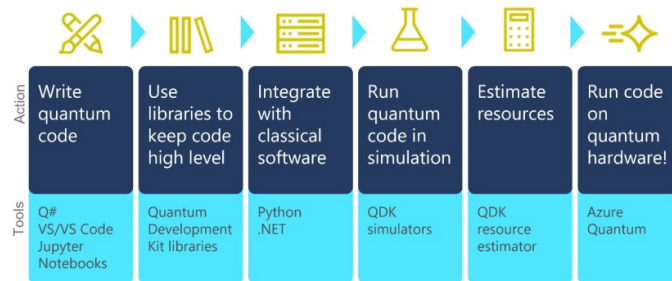 Action
Write
quantum
code
Use
libraries to
keep code
high level
Integrate
with
classical
software
Run
quantum
code in
simulation
Estimate
resources
Run code
on
quantum
hardware!
Tools
Q#
VS/VS Code
Jupyter
Notebooks
Quantum
Development
Kit libraries
Python
.NET
QDK
simulators
QDK
resource
estimator
Azure
Quantum